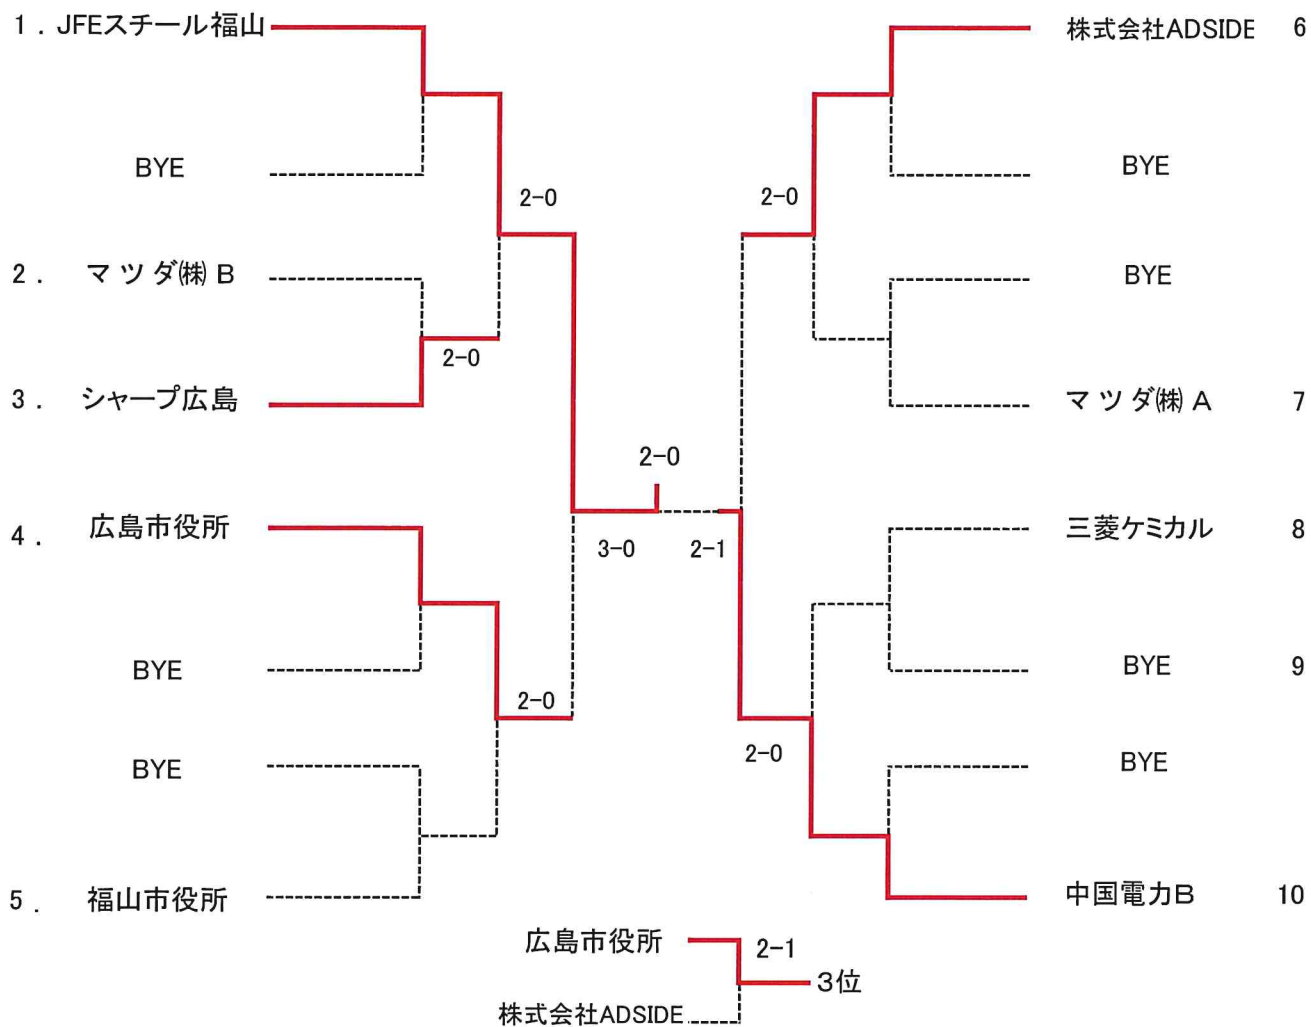 1 . JFEスチール福山
株式会社ADSIDE 6
BYE
BYE
2-0
2-0
2 . マ ツ ダ㈱ B
BYE
2-0
3 . シャープ広島
マ ツ ダ㈱ A 7
2-0
4 . 広島市役所
三菱ケミカル 8
3-0
2-1
BYE
BYE 9
2-0
2-0
BYE
BYE
5 . 福山市役所
中国電力B 10
広島市役所
2-1
3位
株式会社ADSIDE